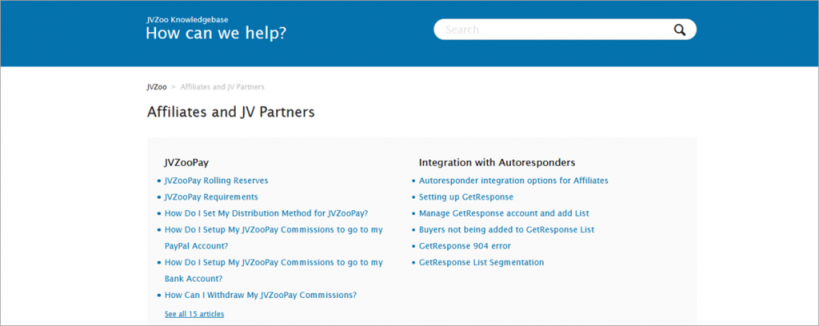 JVZoo Knowledgebase
How can we help?
Search
JVZoo > Affiliates and JV Partners
Affiliates and JV Partners
JVZooPay
JVZooPay Rolling Reserves
JVZooPay Requirements
How Do I Set My Distribution Method for JVZooPay?
How Do I Setup My JVZooPay Commissions to go to my
PayPal Account?
How Do I Setup My JVZooPay Commissions to go to my
Bank Account?
How Can I Withdraw My JVZooPay Commissions?
See all 15 articles
Integration with Autoresponders
Autoresponder integration options for Affiliates
Setting up GetResponse
Manage GetResponse account and add List
Buyers not being added to GetResponse List
GetResponse 904 error
GetResponse List Segmentation